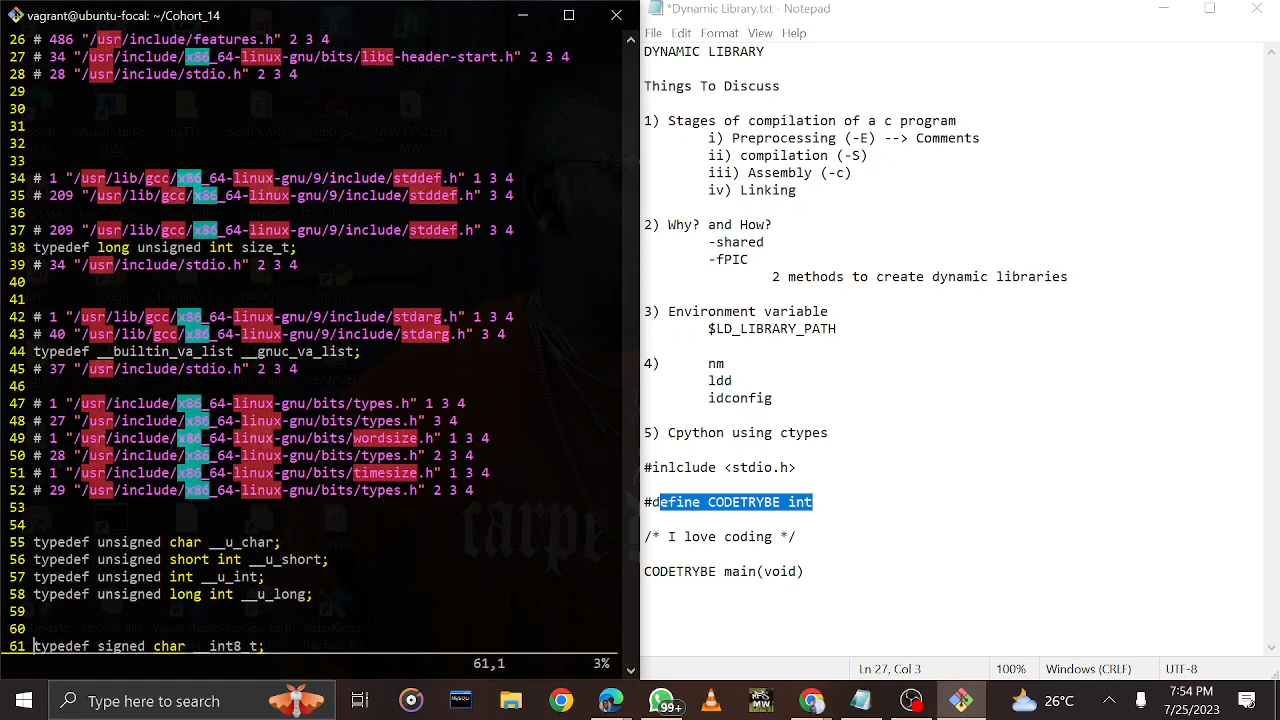 vagrant@ubuntu-focal: ~/Cohort_14
26 # 486 "/usr/include/features.h" 2 3 4
27 # 34 "/usr/include/x86_64-linux-gnu/bits/libc-header-start.h" 2 3 4
28 # 28 "/usr/include/stdio.h" 2 3 4
29
30
31
32
33
34 # 1 "/usr/lib/gcc/x86_64-linux-gnu/9/include/stddef.h" 1 3 4
35 # 209 "/usr/lib/gcc/x86_64-linux-gnu/9/include/stddef.h" 3 4
36
37 # 209 "/usr/lib/gcc/x86_64-linux-gnu/9/include/stddef.h" 3 4
38 typedef long unsigned int size_t;
39 # 34 "/usr/include/stdio.h" 2 3 4
40
41
42 # 1 "/usr/lib/gcc/x86_64-linux-gnu/9/include/stdarg.h" 1 3 4
43 # 40 "/usr/lib/gcc/x86_64-linux-gnu/9/include/stdarg.h" 3 4
44 typedef __builtin_va_list __gnuc_va_list;
45 # 37 "/usr/include/stdio.h" 2 3 4
46
47 # 1 "/usr/include/x86_64-linux-gnu/bits/types.h" 1 3 4
48 # 27 "/usr/include/x86_64-linux-gnu/bits/types.h" 3 4
49 # 1 "/usr/include/x86_64-linux-gnu/bits/wordsize.h" 1 3 4
50 # 28 "/usr/include/x86_64-linux-gnu/bits/types.h" 2 3 4
51 # 1 "/usr/include/x86_64-linux-gnu/bits/timesize.h" 1 3 4
52 # 29 "/usr/include/x86_64-linux-gnu/bits/types.h" 2 3 4
53
54
55 typedef unsigned char __u_char;
56 typedef unsigned short int __u_short;
57 typedef unsigned int __u_int;
58 typedef unsigned long int __u_long;
59
60
61 typedef signed char __int8_t;
61,1 3%
*Dynamic Library.txt - Notepad
File Edit Format View Help
DYNAMIC LIBRARY
Things To Discuss
1) Stages of compilation of a c program
i) Preprocessing (-E) --> Comments
ii) compilation (-S)
iii) Assembly (-c)
iv) Linking
2) Why? and How?
-shared
-fPIC
2 methods to create dynamic libraries
3) Environment variable
$LD_LIBRARY_PATH
4) nm
ldd
idconfig
5) Cpython using ctypes
#inlclude <stdio.h>
#define CODETRYBE int
/* I love coding */
CODETRYBE main(void)
Ln 27, Col 3 100% Windows (CRLF) UTF-8
Type here to search
99+
26°C
7:54 PM
7/25/2023